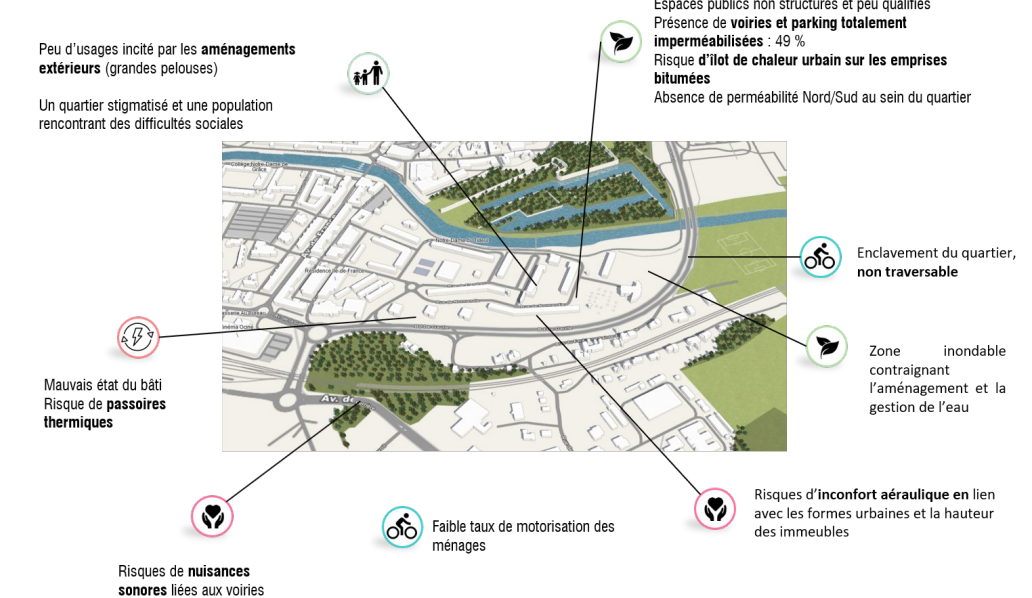 Espaces publics non structurés et peu qualifiés
Présence de voiries et parking totalement
imperméabilisées : 49 %
Risque d'îlot de chaleur urbain sur les emprises
bitumées
Absence de perméabilité Nord/Sud au sein du quartier
Peu d'usages incité par les aménagements
extérieurs (grandes pelouses)
Un quartier stigmatisé et une population
rencontrant des difficultés sociales
Collège Notre-Dame de
Grâce
Résidence Ile-de-France
Av. de
Enclavement du quartier,
non traversable
Zone inondable
contraignant
l'aménagement et la
gestion de l'eau
Mauvais état du bâti
Risque de passoires
thermiques
Risques d'inconfort aéraulique en lien
avec les formes urbaines et la hauteur
des immeubles
Faible taux de motorisation des
ménages
Risques de nuisances
sonores liées aux voiries